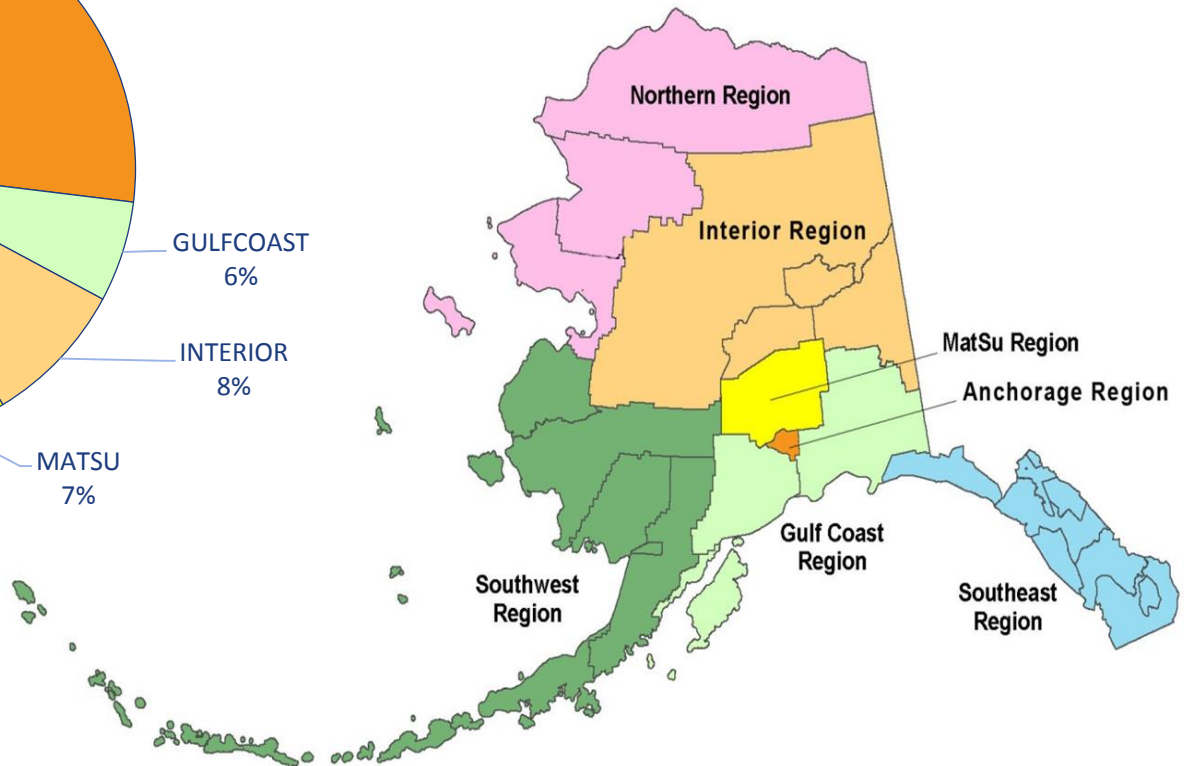 GULFCOAST
6%
INTERIOR
8%
MATSU
7%
Northern Region
Interior Region
MatSu Region
Anchorage Region
Gulf Coast
Region
Southwest
Region
Southeast
Region